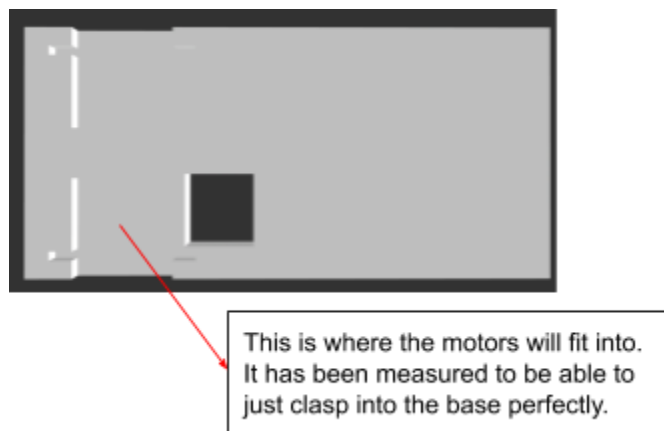 This is where the motors will fit into.
It has been measured to be able to
just clasp into the base perfectly.